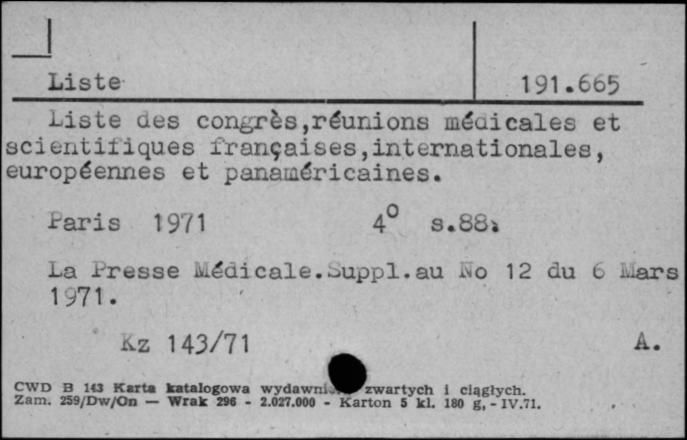 Liste 191.665
Liste des congrès,réunions médicales et
scientifiques françaises,internationales,
européennes et panaméricaines.
Paris 1971 4° s.88.
La Presse Médicale.Suppl.au No 12 du 6 Mars
1971.
Kz 143/71 A.
CWD B 143 Karta katalogowa zwartych i ciągłych.
Zam. 259/Dw/On — Wrak 296 - 2.027.000 - Karton 5 kl. 180 g, - IV.71.